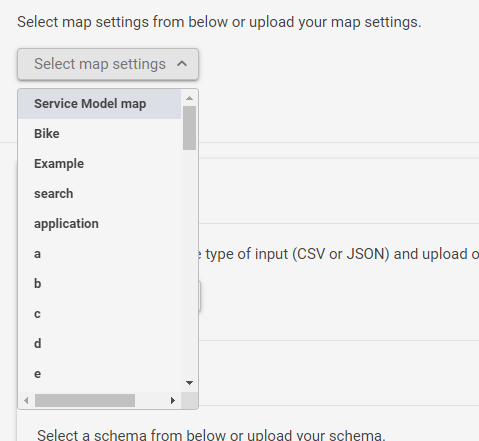 Select map settings from below or upload your map settings.
Select map settings
Service Model map
Bike
Example
search
application
a
type of input (CSV or JSON) and upload o
b
c
d
e
Select a schema from below or upload your schema.